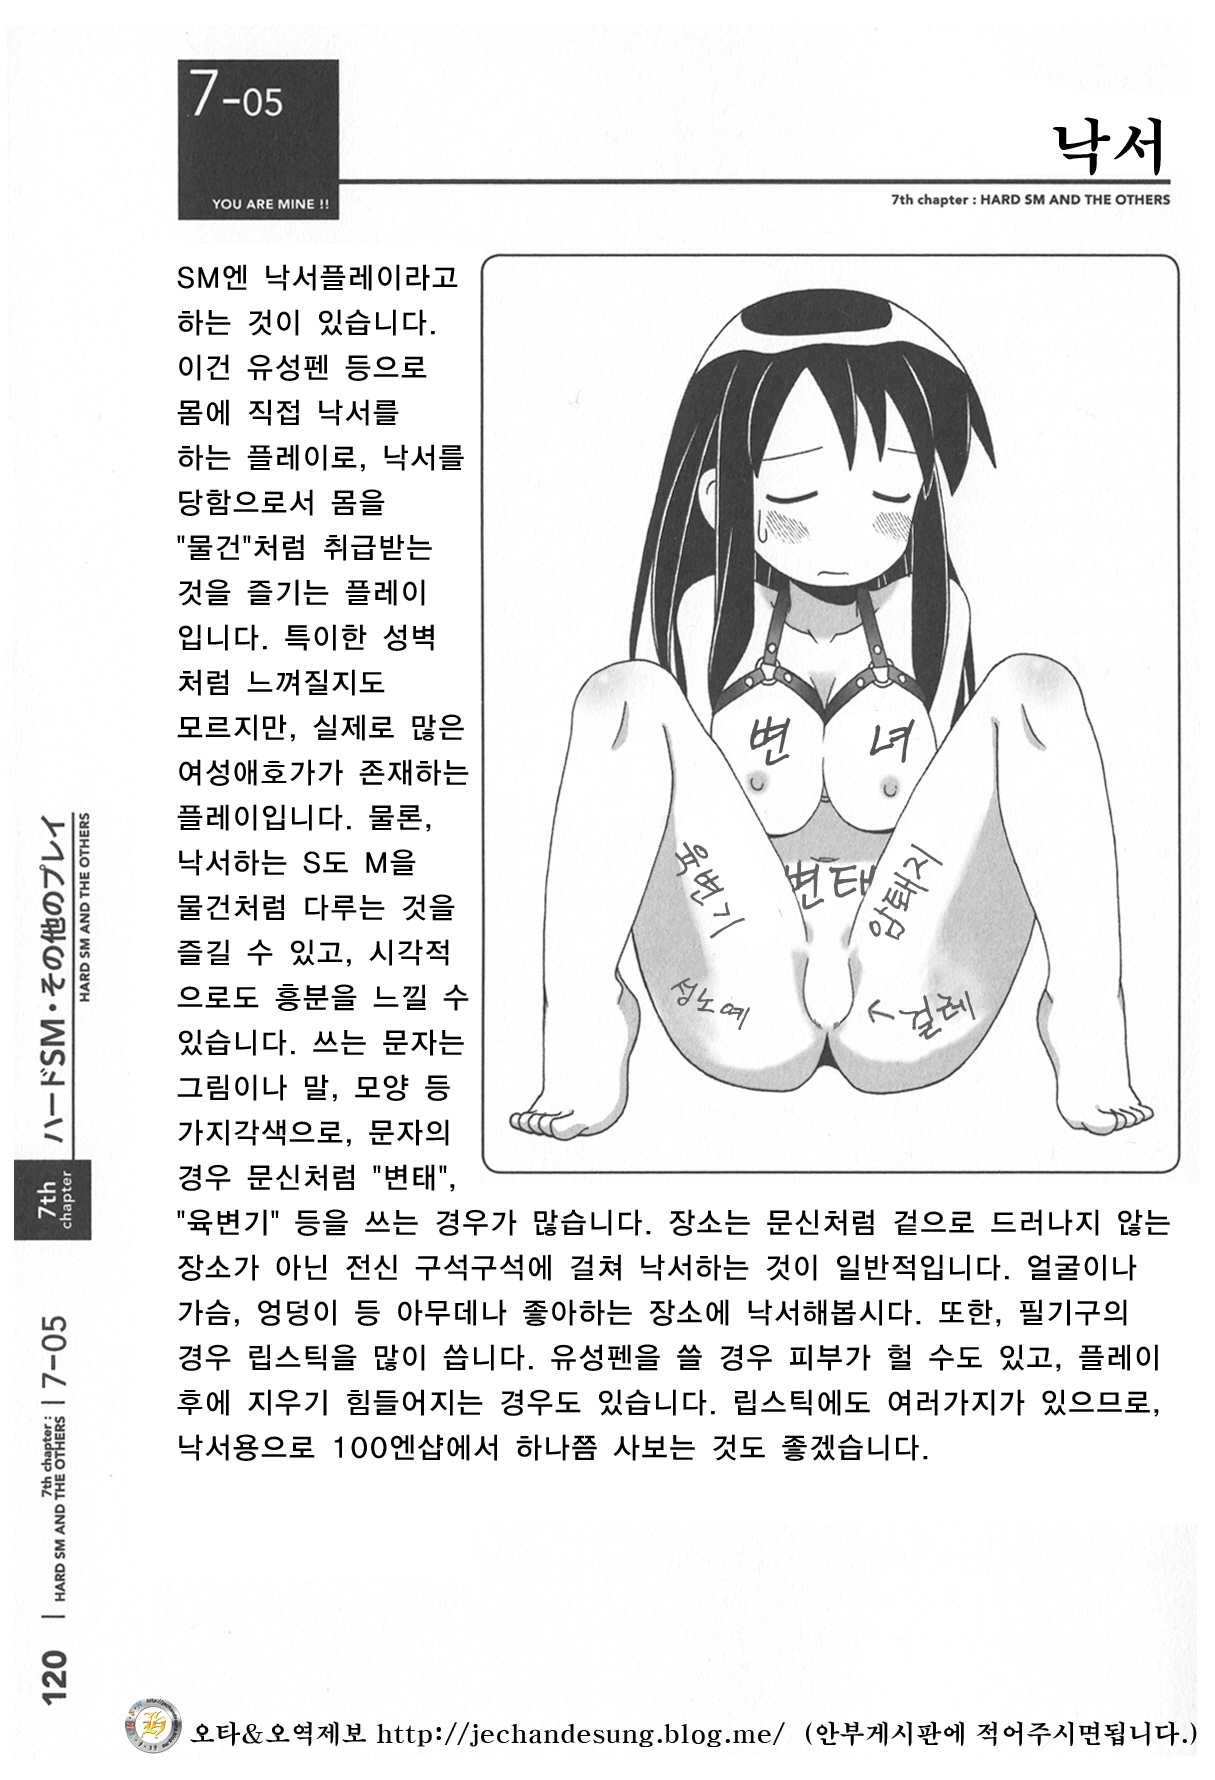 7-05
YOU ARE MINE !!
낙서
7th chapter : HARD SM AND THE OTHERS
SM엔 낙서플레이라고
하는 것이 있습니다.
이건 유성펜 등으로
몸에 직접 낙서를
하는 플레이로, 낙서를
당함으로서 몸을
"물건"처럼 취급받는
것을 즐기는 플레이
입니다. 특이한 성벽
처럼 느껴질지도
모르지만, 실제로 많은
여성애호가가 존재하는
플레이입니다. 물론,
낙서하는 S도 M을
물건처럼 다루는 것을
즐길 수 있고, 시각적
으로도 흥분을 느낄 수
있습니다. 쓰는 문자는
그림이나 말, 모양 등
가지각색으로, 문자의
경우 문신처럼 "변태",
"육변기" 등을 쓰는 경우가 많습니다. 장소는 문신처럼 겉으로 드러나지 않는
장소가 아닌 전신 구석구석에 걸쳐 낙서하는 것이 일반적입니다. 얼굴이나
가슴, 엉덩이 등 아무데나 좋아하는 장소에 낙서해봅시다. 또한, 필기구의
경우 립스틱을 많이 씁니다. 유성펜을 쓸 경우 피부가 헐 수도 있고, 플레이
후에 지우기 힘들어지는 경우도 있습니다. 립스틱에도 여러가지가 있으므로,
낙서용으로 100엔샵에서 하나쯤 사보는 것도 좋겠습니다.
변 녀
육변기
변태
암퇘지
성노예
← 걸레
ハードSM・その他のプレイ
HARD SM AND THE OTHERS
7th
chapter
7-05
7th chapter :
HARD SM AND THE OTHERS
120
오타&오역제보 http://jechandesung.blog.me/ (안부게시판에 적어주시면됩니다.)